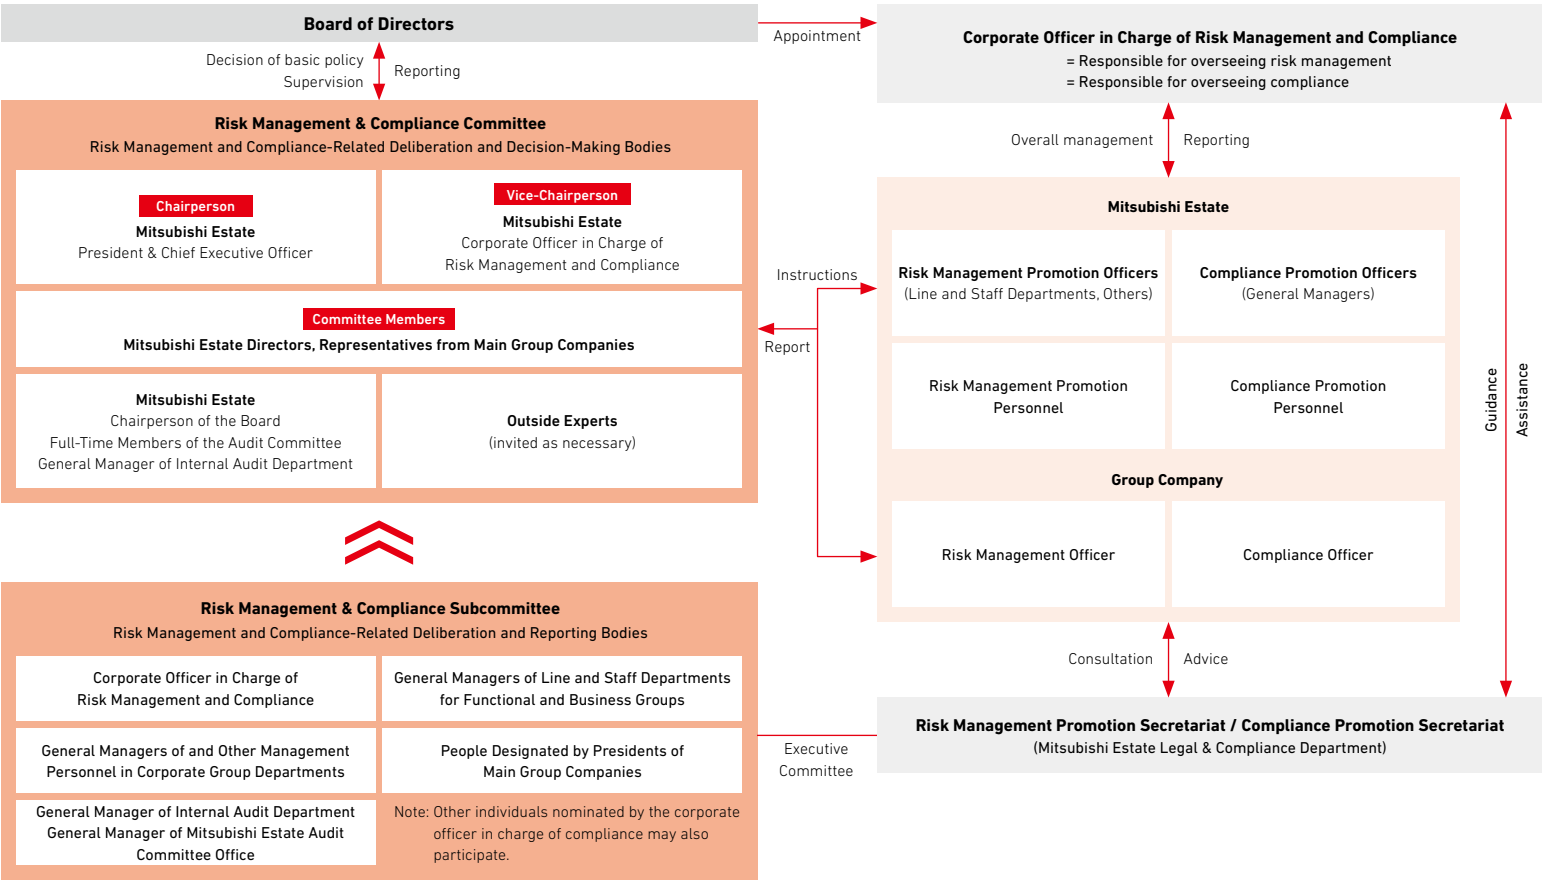 Board of Directors
Decision of basic policy
Supervision
Reporting
Risk Management & Compliance Committee
Risk Management and Compliance-Related Deliberation and Decision-Making Bodies
Chairperson
Mitsubishi Estate
President & Chief Executive Officer
Vice-Chairperson
Mitsubishi Estate
Corporate Officer in Charge of
Risk Management and Compliance
Committee Members
Mitsubishi Estate Directors, Representatives from Main Group Companies
Mitsubishi Estate
Chairperson of the Board
Full-Time Members of the Audit Committee
General Manager of Internal Audit Department
Outside Experts
(invited as necessary)
Risk Management & Compliance Subcommittee
Risk Management and Compliance-Related Deliberation and Reporting Bodies
Corporate Officer in Charge of
Risk Management and Compliance
General Managers of Line and Staff Departments
for Functional and Business Groups
General Managers of and Other Management
Personnel in Corporate Group Departments
People Designated by Presidents of
Main Group Companies
General Manager of Internal Audit Department
General Manager of Mitsubishi Estate Audit
Committee Office
Note: Other individuals nominated by the corporate
officer in charge of compliance may also
participate.
Appointment
Instructions
Report
Executive
Committee
Corporate Officer in Charge of Risk Management and Compliance
= Responsible for overseeing risk management
= Responsible for overseeing compliance
Overall management
Reporting
Mitsubishi Estate
Risk Management Promotion Officers
(Line and Staff Departments, Others)
Compliance Promotion Officers
(General Managers)
Risk Management Promotion
Personnel
Compliance Promotion
Personnel
Group Company
Risk Management Officer
Compliance Officer
Guidance
Assistance
Consultation
Advice
Risk Management Promotion Secretariat / Compliance Promotion Secretariat
(Mitsubishi Estate Legal & Compliance Department)